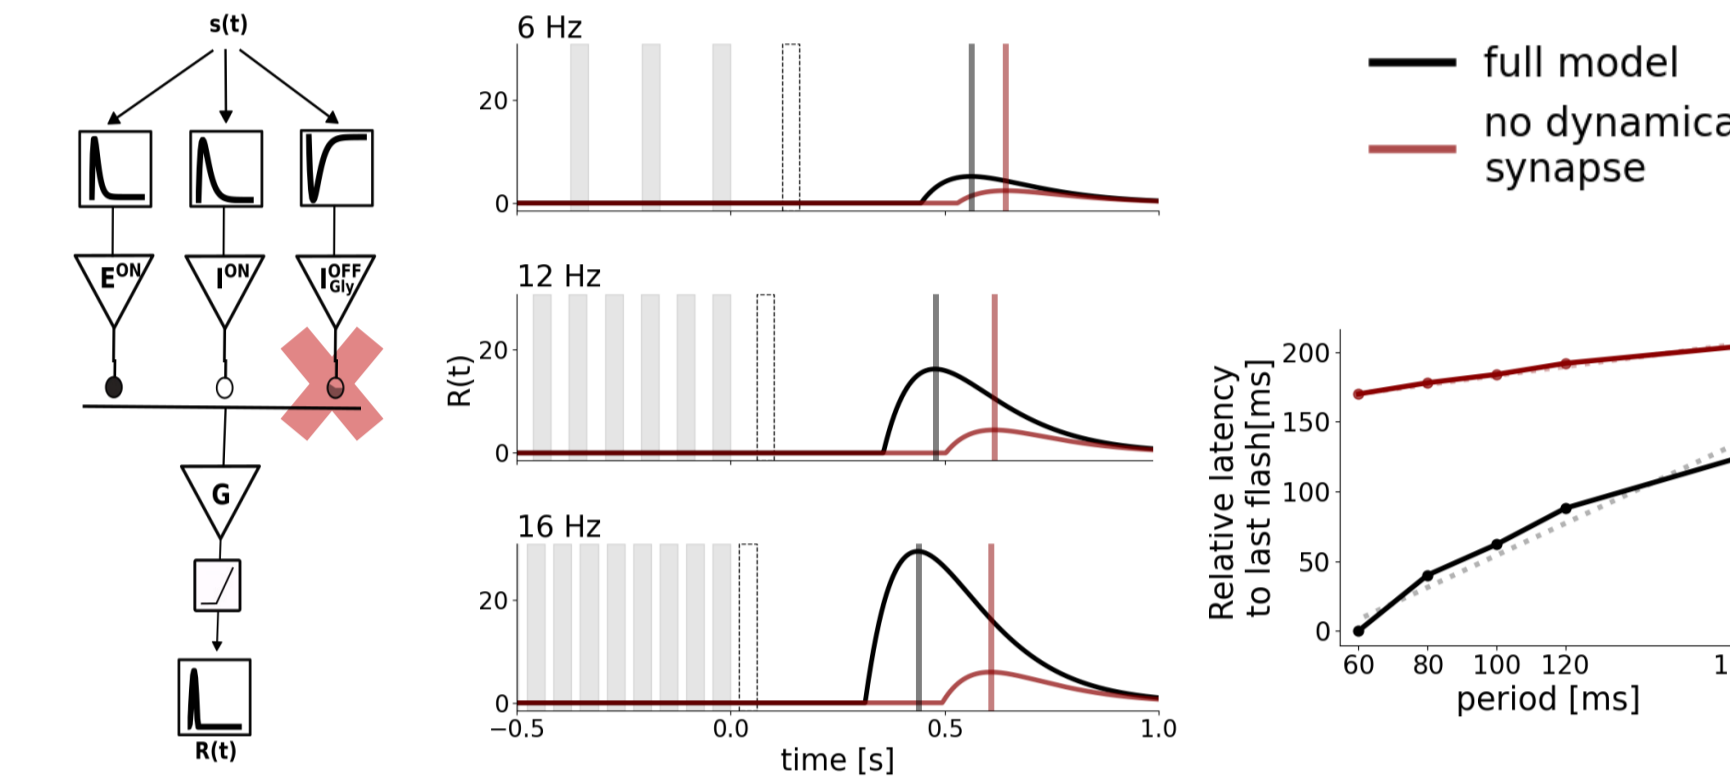 s(t)
E^ON
I^ON
I^OFF_Gly
G
R(t)
6 Hz
20
0
12 Hz
20
0
R(t)
16 Hz
20
0
−0.5
0.0
0.5
1.0
time [s]
full model
no dynamica
synapse
Relative latency
to last flash[ms]
200
150
100
50
0
60
80
100
120
1
period [ms]